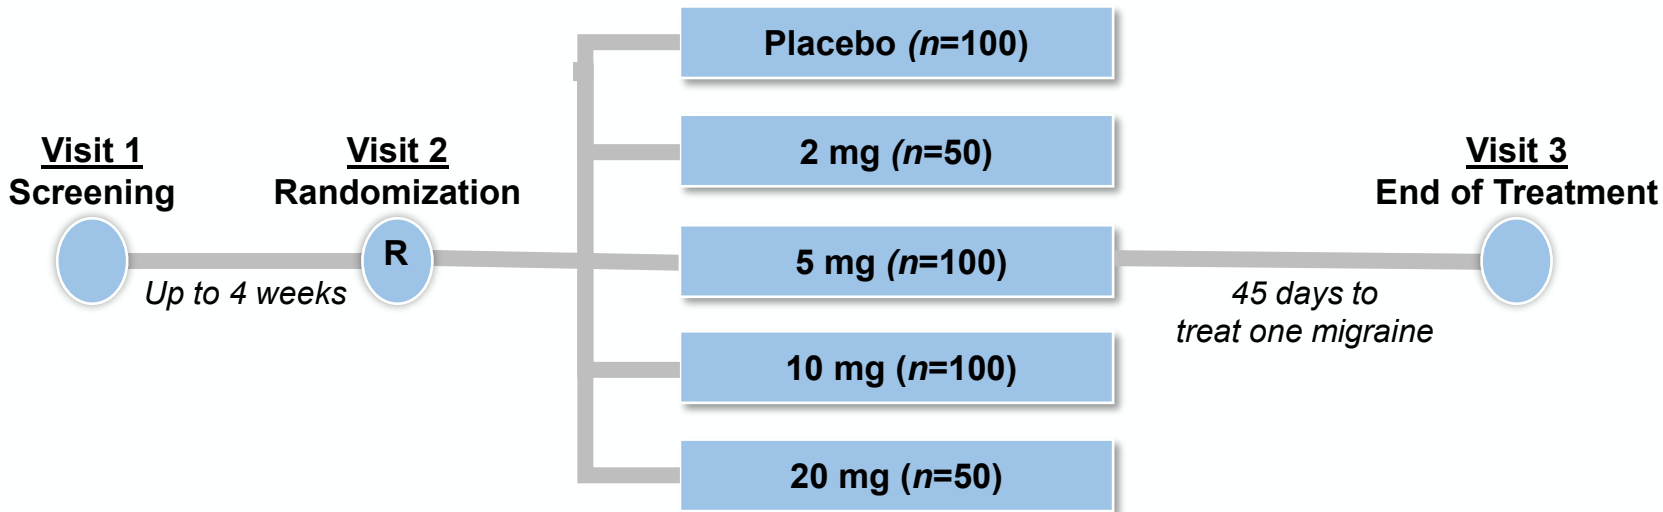 Visit 1
Screening
Up to 4 weeks
Visit 2
Randomization
R
Placebo (n=100)
2 mg (n=50)
5 mg (n=100)
10 mg (n=100)
20 mg (n=50)
45 days to
treat one migraine
Visit 3
End of Treatment